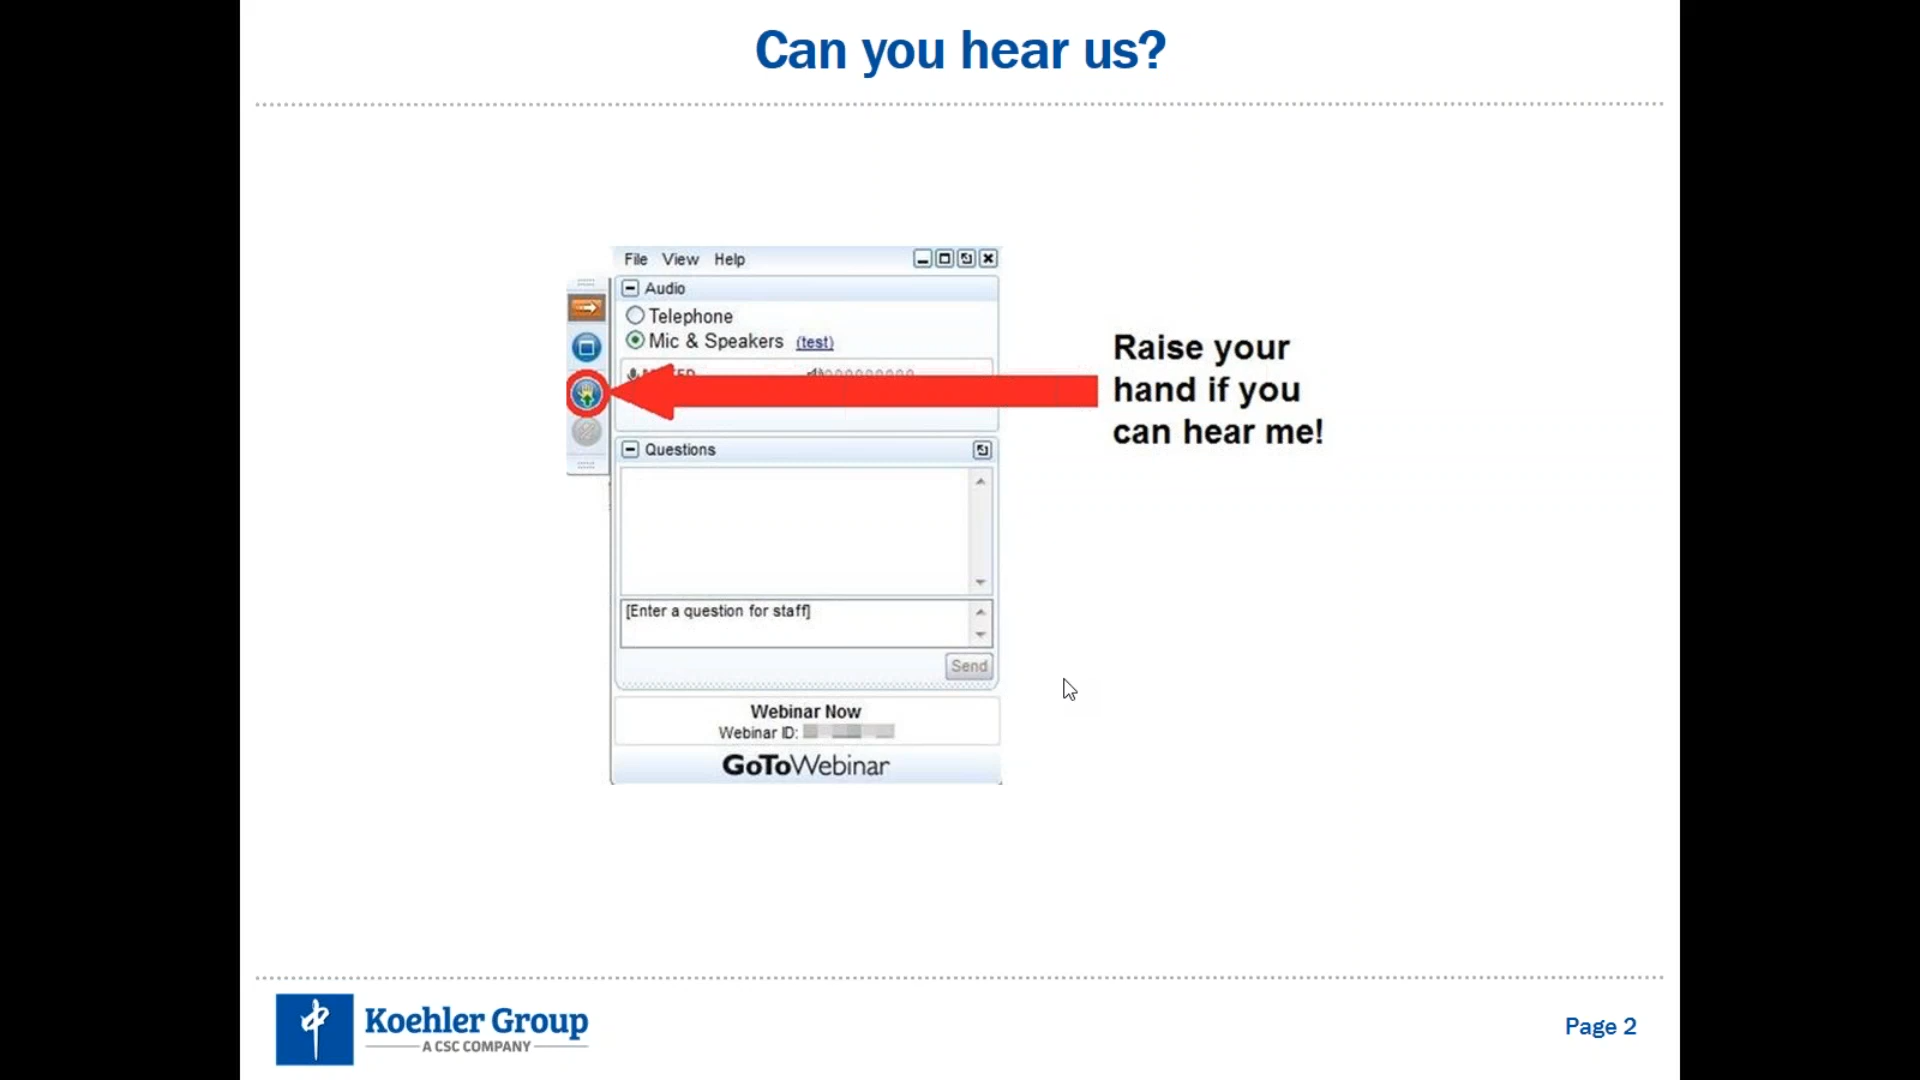 Can you hear us?
File View Help
Audio
Telephone
Mic & Speakers (test)
Raise your
hand if you
can hear me!
Questions
[Enter a question for staff]
Send
Webinar Now
Webinar ID:
GoToWebinar
Koehler Group
A CSC COMPANY
Page 2